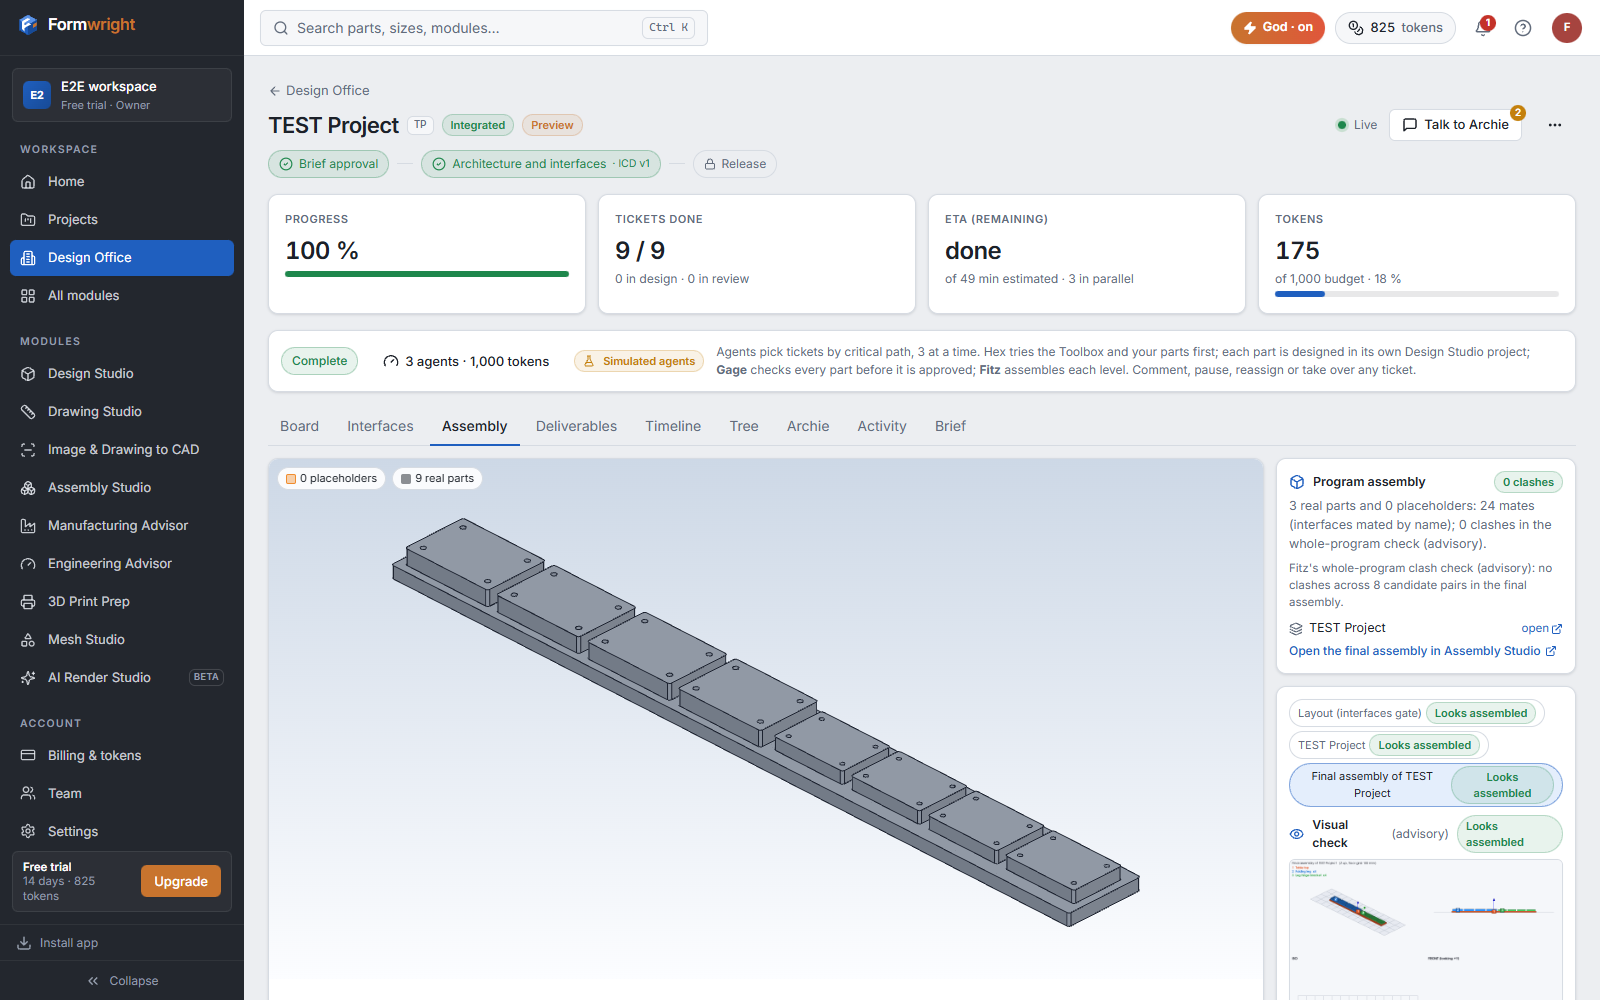 Formwright
Search parts, sizes, modules...
Ctrl K
God · on
825 tokens
1
F
E2
E2E workspace
Free trial · Owner
WORKSPACE
Home
Projects
Design Office
All modules
MODULES
Design Studio
Drawing Studio
Image & Drawing to CAD
Assembly Studio
Manufacturing Advisor
Engineering Advisor
3D Print Prep
Mesh Studio
AI Render Studio
BETA
ACCOUNT
Billing & tokens
Team
Settings
Free trial
14 days · 825
tokens
Upgrade
Install app
Collapse
Design Office
TEST Project
TP
Integrated
Preview
Live
Talk to Archie
2
Brief approval
Architecture and interfaces · ICD v1
Release
PROGRESS
100 %
TICKETS DONE
9 / 9
0 in design · 0 in review
ETA (REMAINING)
done
of 49 min estimated · 3 in parallel
TOKENS
175
of 1,000 budget · 18 %
Complete
3 agents · 1,000 tokens
Simulated agents
Agents pick tickets by critical path, 3 at a time. Hex tries the Toolbox and your parts first; each part is designed in its own Design Studio project;
Gage checks every part before it is approved; Fitz assembles each level. Comment, pause, reassign or take over any ticket.
Board
Interfaces
Assembly
Deliverables
Timeline
Tree
Archie
Activity
Brief
0 placeholders
9 real parts
Program assembly
0 clashes
3 real parts and 0 placeholders: 24 mates
(interfaces mated by name); 0 clashes in the
whole-program check (advisory).
Fitz's whole-program clash check (advisory): no
clashes across 8 candidate pairs in the final
assembly.
TEST Project
open
Open the final assembly in Assembly Studio
Layout (interfaces gate)
Looks assembled
TEST Project
Looks assembled
Final assembly of TEST
Project
Looks
assembled
Visual
check
(advisory)
Looks
assembled